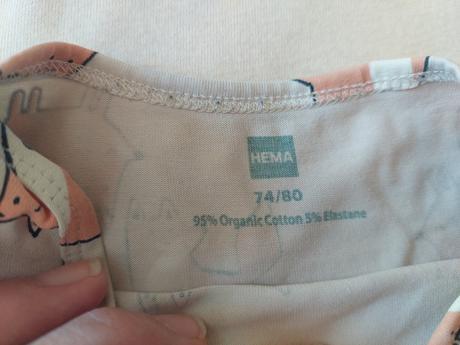 HEMA
74/80
95% Organic Cotton 5% Elastane